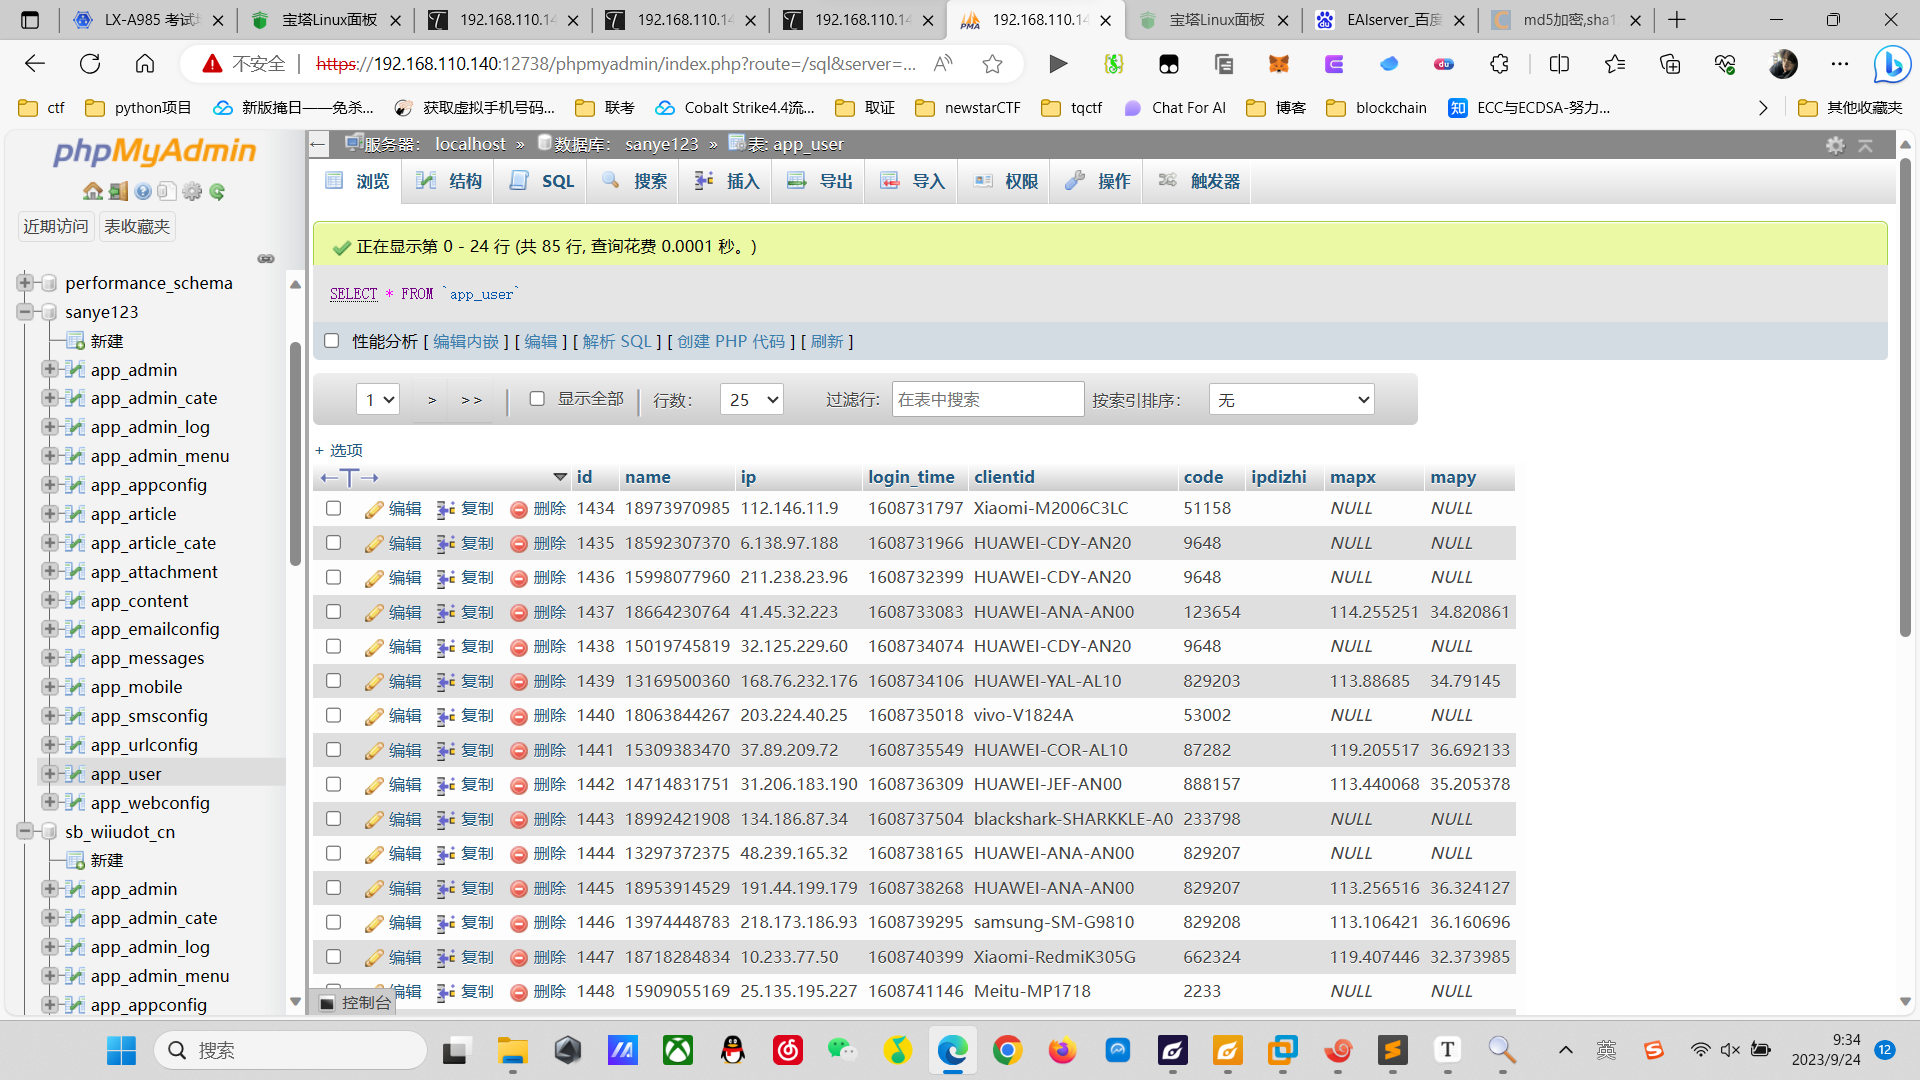 LX-A985 考试
宝塔Linux面板
192.168.110.14
192.168.110.14
192.168.110.14
192.168.110.14
宝塔Linux面板
EAIserver_百度
md5加密,sha1
不安全 https://192.168.110.140:12738/phpmyadmin/index.php?route=/sql&server=...
ctf python项目 新版掩日——免杀... 获取虚拟手机号码... 联考 Cobalt Strike4.4流... 取证 newstarCTF tqctf Chat For AI 博客 blockchain 知 ECC与ECDSA-努力... 其他收藏夹
phpMyAdmin
近期访问 表收藏夹
performance_schema
sanye123
新建
app_admin
app_admin_cate
app_admin_log
app_admin_menu
app_appconfig
app_article
app_article_cate
app_attachment
app_content
app_emailconfig
app_messages
app_mobile
app_smsconfig
app_urlconfig
app_user
app_webconfig
sb_wiiudot_cn
新建
app_admin
app_admin_cate
app_admin_log
app_admin_menu
app_appconfig
服务器: localhost » 数据库: sanye123 » 表: app_user
浏览 结构 SQL 搜索 插入 导出 导入 权限 操作 触发器
正在显示第 0 - 24 行 (共 85 行, 查询花费 0.0001 秒。)
SELECT * FROM `app_user`
性能分析 [ 编辑内嵌 ] [ 编辑 ] [ 解析 SQL ] [ 创建 PHP 代码 ] [ 刷新 ]
1 > >> 显示全部 行数: 25 过滤行: 在表中搜索 按索引排序: 无
+ 选项
←T→ id name ip login_time clientid code ipdizhi mapx mapy
编辑 复制 删除 1434 18973970985 112.146.11.9 1608731797 Xiaomi-M2006C3LC 51158 NULL NULL
编辑 复制 删除 1435 18592307370 6.138.97.188 1608731966 HUAWEI-CDY-AN20 9648 NULL NULL
编辑 复制 删除 1436 15998077960 211.238.23.96 1608732399 HUAWEI-CDY-AN20 9648 NULL NULL
编辑 复制 删除 1437 18664230764 41.45.32.223 1608733083 HUAWEI-ANA-AN00 123654 114.255251 34.820861
编辑 复制 删除 1438 15019745819 32.125.229.60 1608734074 HUAWEI-CDY-AN20 9648 NULL NULL
编辑 复制 删除 1439 13169500360 168.76.232.176 1608734106 HUAWEI-YAL-AL10 829203 113.88685 34.79145
编辑 复制 删除 1440 18063844267 203.224.40.25 1608735018 vivo-V1824A 53002 NULL NULL
编辑 复制 删除 1441 15309383470 37.89.209.72 1608735549 HUAWEI-COR-AL10 87282 119.205517 36.692133
编辑 复制 删除 1442 14714831751 31.206.183.190 1608736309 HUAWEI-JEF-AN00 888157 113.440068 35.205378
编辑 复制 删除 1443 18992421908 134.186.87.34 1608737504 blackshark-SHARKKLE-A0 233798 NULL NULL
编辑 复制 删除 1444 13297372375 48.239.165.32 1608738165 HUAWEI-ANA-AN00 829207 NULL NULL
编辑 复制 删除 1445 18953914529 191.44.199.179 1608738268 HUAWEI-ANA-AN00 829207 113.256516 36.324127
编辑 复制 删除 1446 13974448783 218.173.186.93 1608739295 samsung-SM-G9810 829208 113.106421 36.160696
编辑 复制 删除 1447 18718284834 10.233.77.50 1608740399 Xiaomi-RedmiK305G 662324 119.407446 32.373985
编辑 复制 删除 1448 15909055169 25.135.195.227 1608741146 Meitu-MP1718 2233 NULL NULL
控制台
搜索
英
9:34
2023/9/24
12